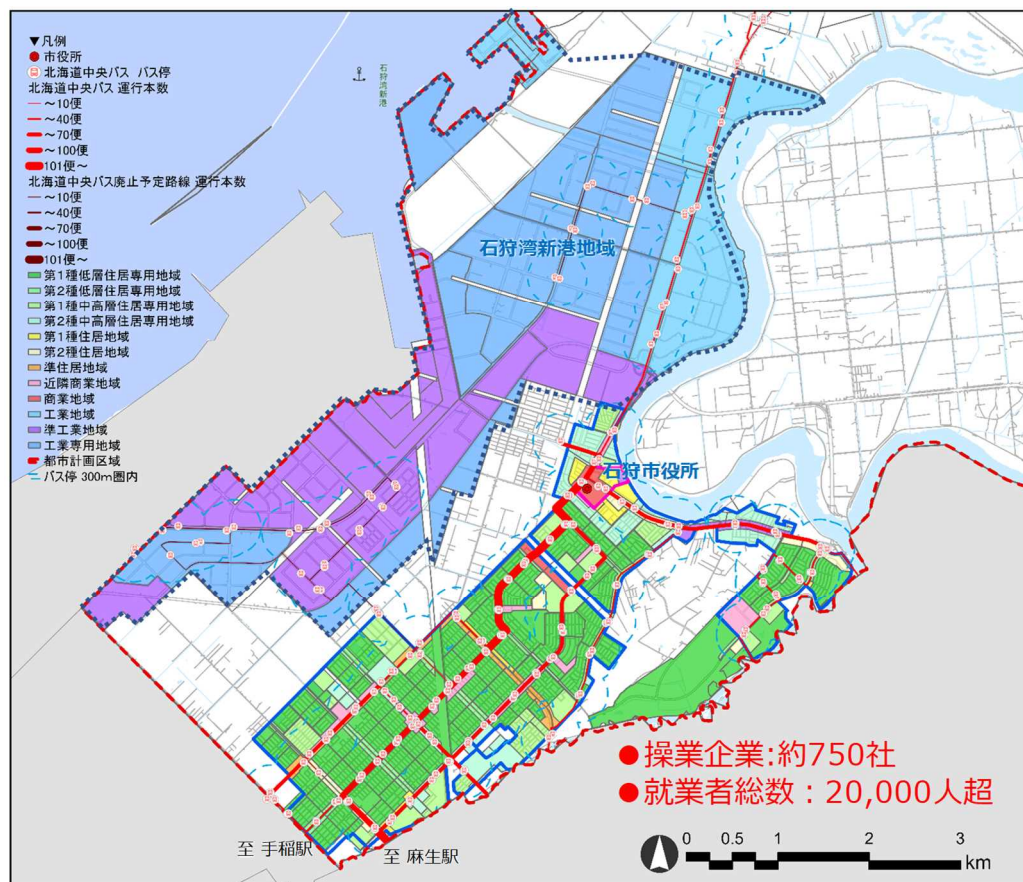 ▼凡例
市役所
北海道中央バス バス停
北海道中央バス 運行本数
～10便
～40便
～70便
～100便
101便～
北海道中央バス廃止予定路線 運行本数
～10便
～40便
～70便
～100便
101便～
第1種低層住居専用地域
第2種低層住居専用地域
第1種中高層住居専用地域
第2種中高層住居専用地域
第1種住居地域
第2種住居地域
準住居地域
近隣商業地域
商業地域
工業地域
準工業地域
工業専用地域
都市計画区域
バス停 300m圏内
石狩湾新港
石狩湾新港地域
石狩市役所
●操業企業:約750社
●就業者総数：20,000人超
至 手稲駅
至 麻生駅
0 0.5 1 2 3
km